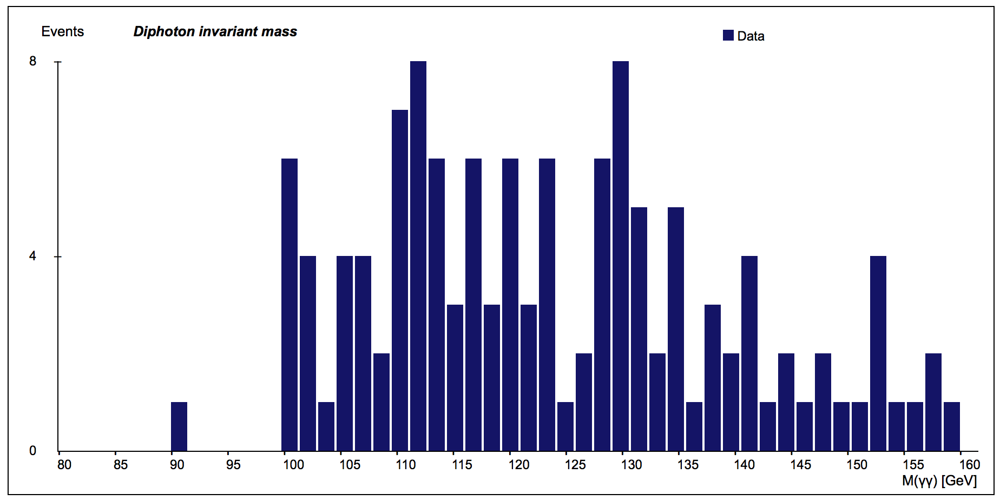 Events
Diphoton invariant mass
Data
8
4
0
80 85 90 95 100 105 110 115 120 125 130 135 140 145 150 155 160
M(γγ) [GeV]